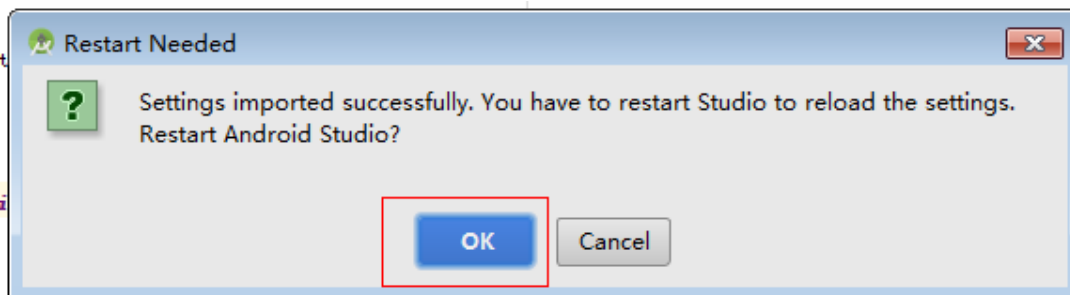 Restart Needed
Settings imported successfully. You have to restart Studio to reload the settings.
Restart Android Studio?
OK
Cancel